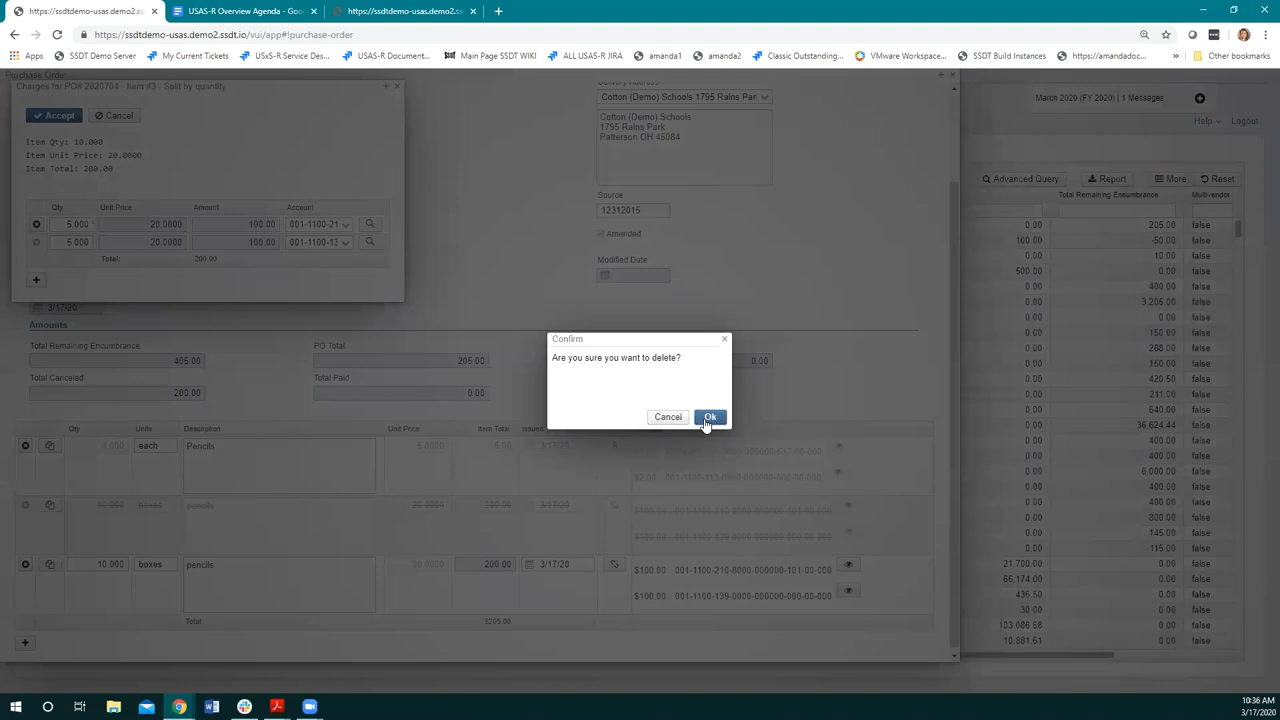 https://ssdtdemo-usas.demo2.ssdt.io/ × USAS-R Overview Agenda - Goo × https://ssdtdemo-usas.demo2.ssdt × +
https://ssdtdemo-usas.demo2.ssdt.io/vui/app#!purchase-order
Apps SSDT Demo Server My Current Tickets USxS-R Service Des... USAS-R Document... Main Page SSDT WIKI ALL USAS-R JIRA amanda1 amanda2 Classic Outstanding... VMware Workspace... SSDT Build Instances https://amandadoc... » Other bookmarks
Purchase Order
Charges for PO# 2020704 - Item #3 - Split by quantity
Accept Cancel
Item Qty: 10.000
Item Unit Price: 20.0000
Item Total: 200.00
Qty Unit Price Amount Account
5.000 20.0000 100.00 001-1100-21
5.000 20.0000 100.00 001-1100-13
Total: 200.00
+
Cotton (Demo) Schools 1795 Rains Par
Cotton (Demo) Schools
1795 Rains Park
Patterson OH 45084
Source
12312015
Amended
Modified Date
3/17/20
Amounts
Total Remaining Encumbrance PO Total
405.00 205.00 0.00
Total Canceled Total Paid
200.00 0.00
Confirm
Are you sure you want to delete?
Cancel Ok
Qty Units Description Unit Price Item Total Issued
1.000 each Pencils 5.0000 5.00 3/17/20
$2.00
10.000 boxes pencils 20.0000 200.00 3/17/20 $100.00 001-1100-210-8000-000000-101-00-000
$100.00 001-1100-139-0000-000000-000-00-000
10.000 boxes pencils 20.0000 200.00 3/17/20 $100.00 001-1100-210-8000-000000-101-00-000
$100.00 001-1100-139-0000-000000-000-00-000
Total: $205.00
+
March 2020 (FY 2020) | 1 Messages
Help Logout
Advanced Query Report More Reset
Total Remaining Encumbrance Multi-vendor
0.00 205.00 false
100.00 -50.00 false
0.00 10.00 false
500.00 0.00 false
0.00 400.00 false
0.00 3,205.00 false
0.00 0.00 false
0.00 150.00 false
0.00 288.00 false
0.00 150.00 false
0.00 420.50 false
0.00 211.00 false
0.00 640.00 false
0.00 36,624.44 false
0.00 400.00 false
0.00 400.00 false
0.00 6,000.00 false
0.00 400.00 false
0.00 400.00 false
0.00 800.00 false
0.00 145.00 false
0.00 115.00 false
21,700.00 0.00 false
66,174.00 0.00 false
436.50 0.00 false
30.00 0.00 false
103,086.58 0.00 false
10,881.61 0.00 false
10:36 AM
3/17/2020